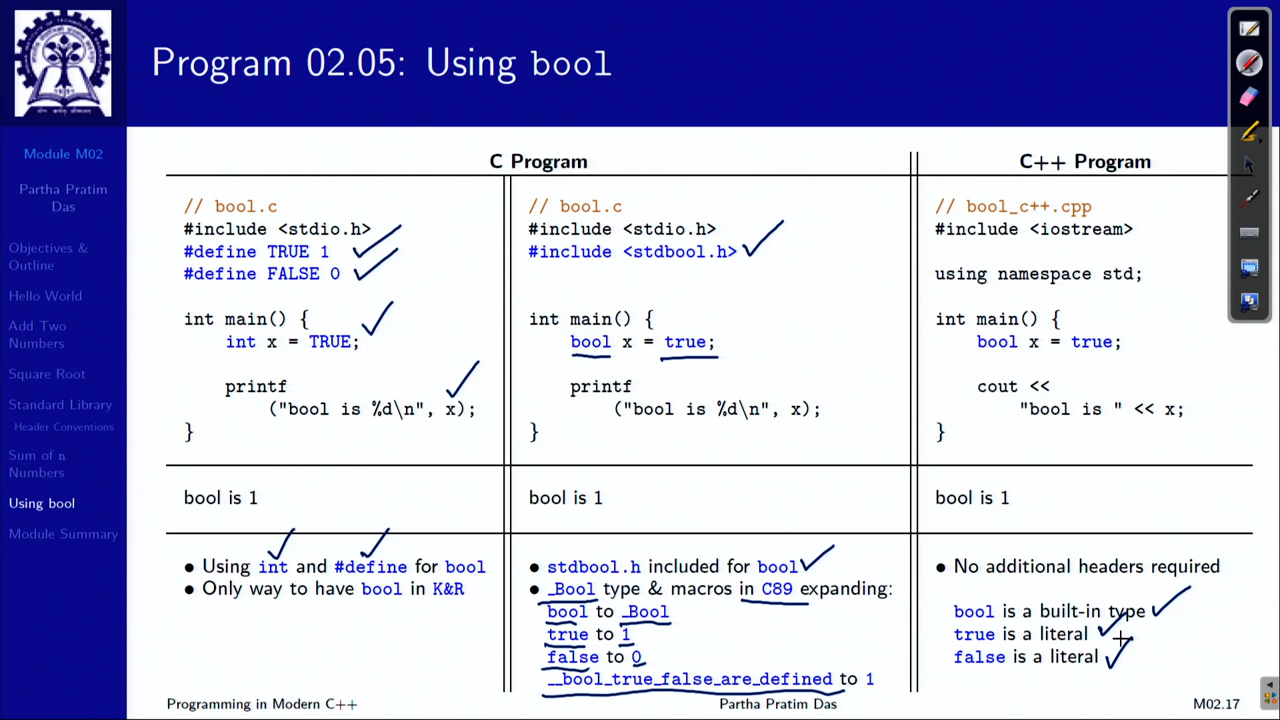 Program 02.05: Using bool
Module M02
Partha Pratim
Das
Objectives &
Outline
Hello World
Add Two
Numbers
Square Root
Standard Library
Header Conventions
Sum of n
Numbers
Using bool
Module Summary
C Program
C++ Program
// bool.c
#include <stdio.h>
#define TRUE 1
#define FALSE 0
int main() {
int x = TRUE;
printf
("bool is %d\n", x);
}
bool is 1
• Using int and #define for bool
• Only way to have bool in K&R
// bool.c
#include <stdio.h>
#include <stdbool.h>
int main() {
bool x = true;
printf
("bool is %d\n", x);
}
bool is 1
• stdbool.h included for bool
• _Bool type & macros in C89 expanding:
bool to _Bool
true to 1
false to 0
__bool_true_false_are_defined to 1
// bool_c++.cpp
#include <iostream>
using namespace std;
int main() {
bool x = true;
cout <<
"bool is " << x;
}
bool is 1
• No additional headers required
bool is a built-in type
true is a literal
false is a literal
Programming in Modern C++
Partha Pratim Das
M02.17